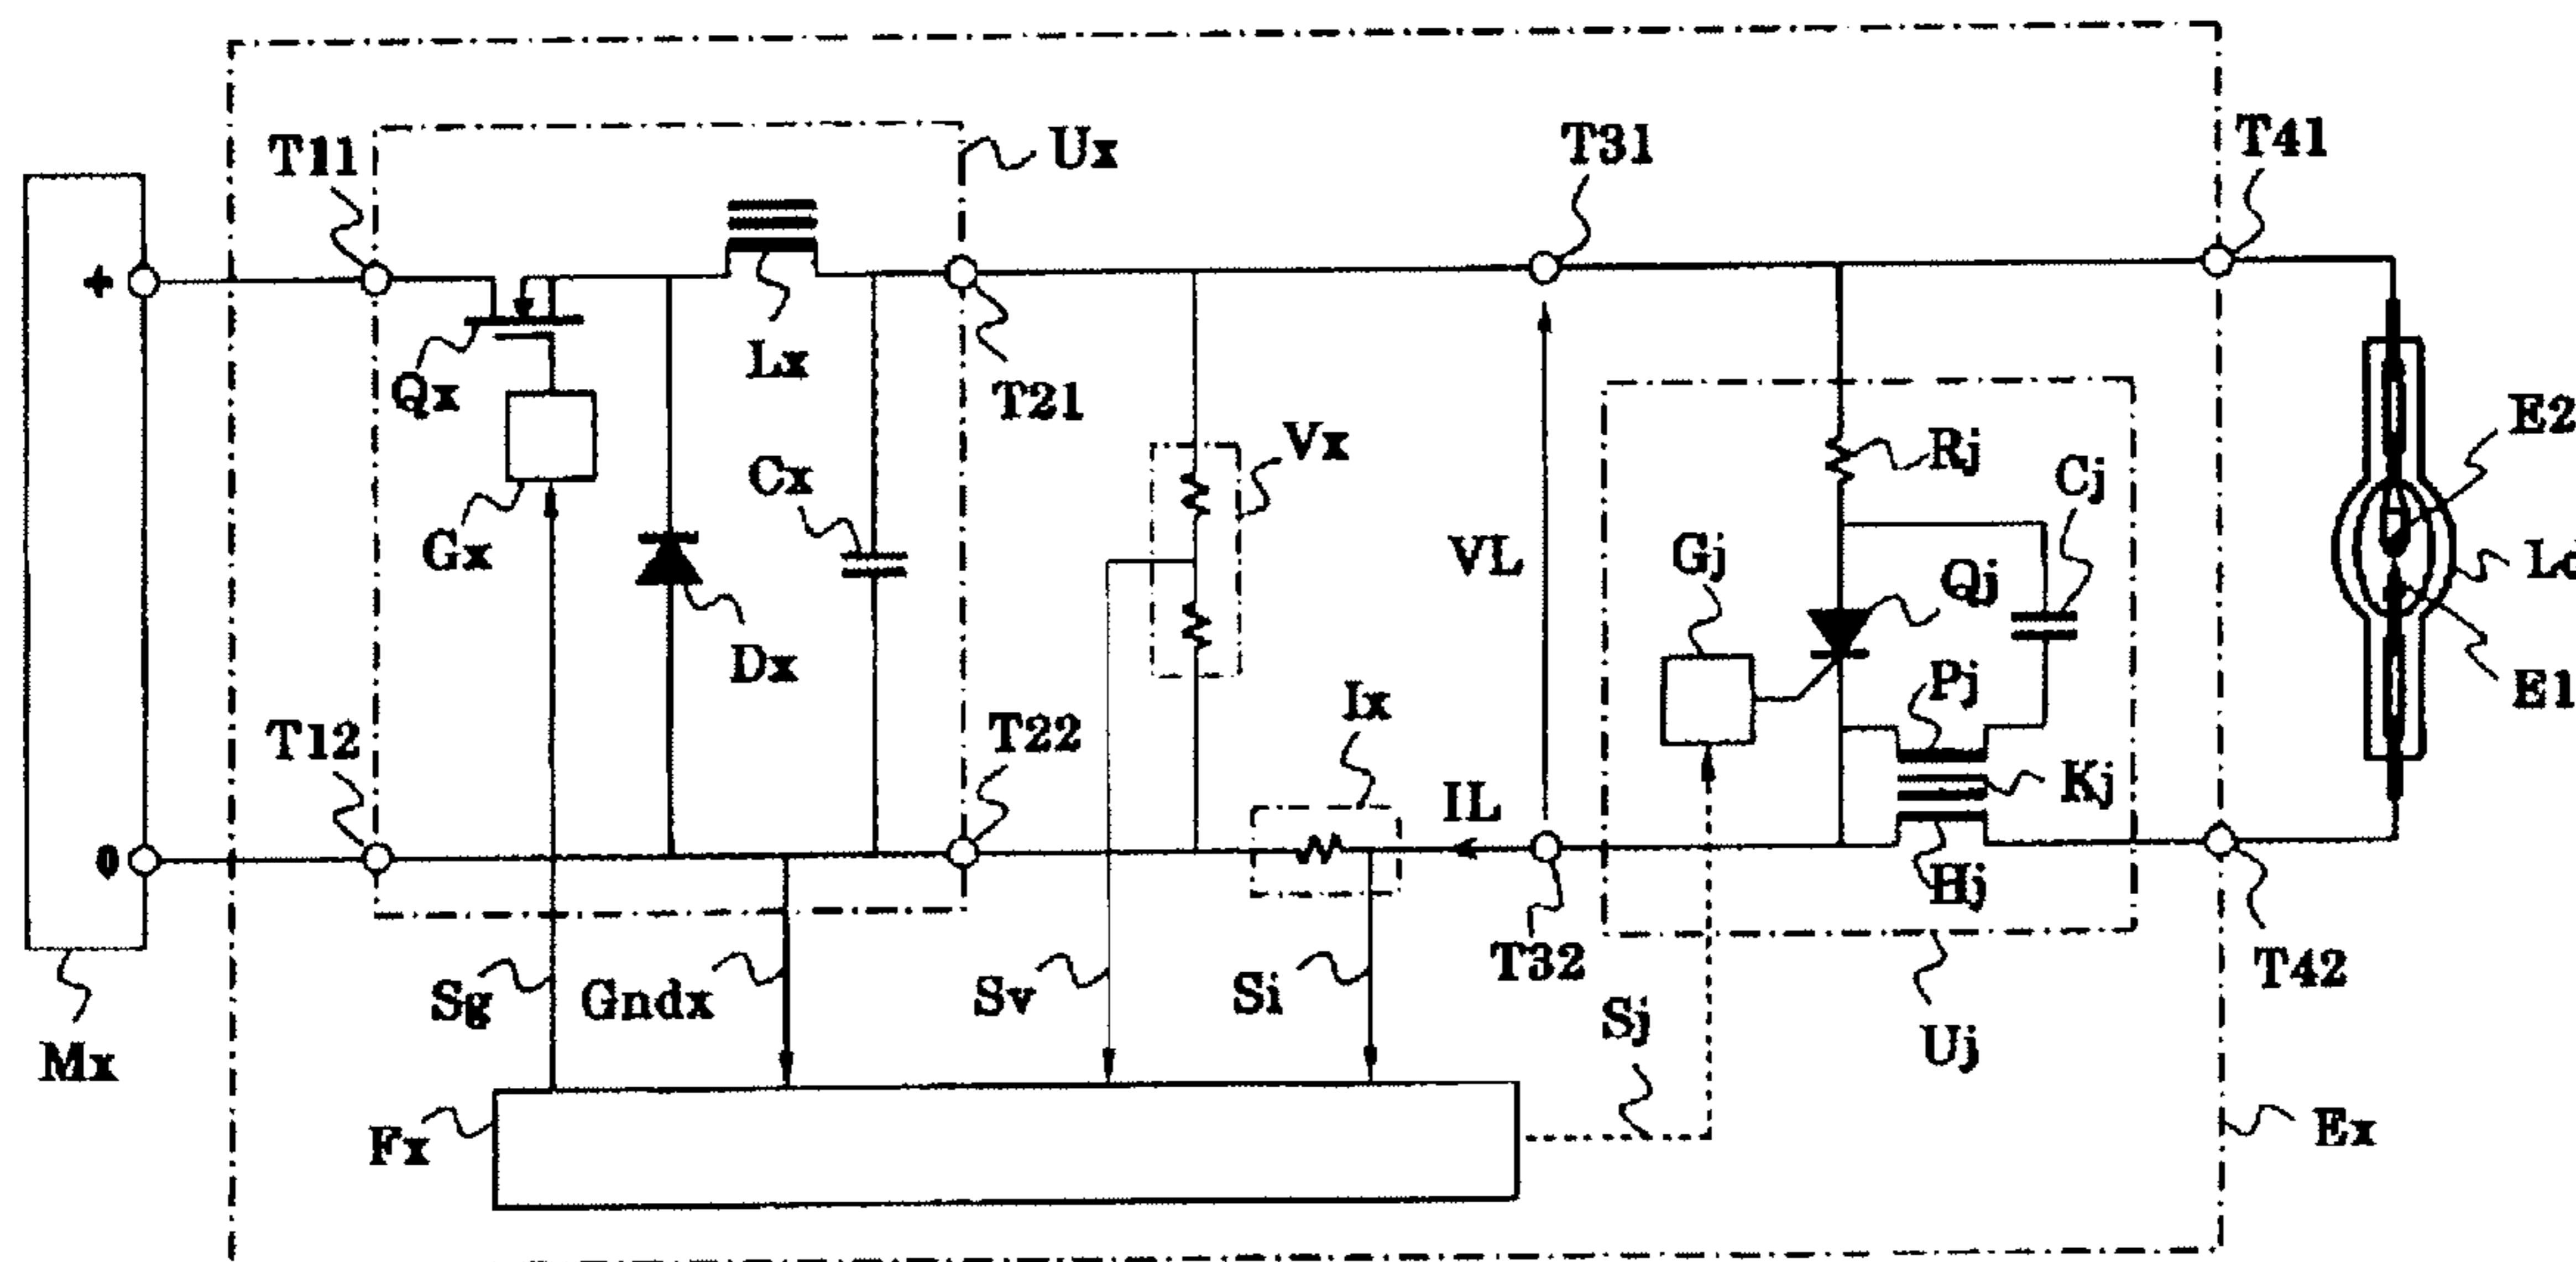 T11
Ux
T31
T41
+
Qx
Lx
T21
Gx
Cx
Dx
Vx
VL
Rj
Cj
Gj
Qj
Pj
Kj
Hj
E2
E1
T12
T22
Ix
IL
0
T32
T42
Mx
Sg
Gndx
Sv
Si
Sj
Uj
Fx
Ex